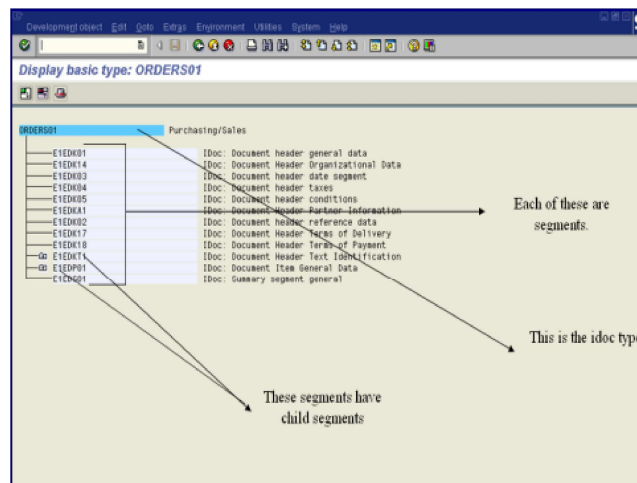 Development object Edit Goto Extras Environment Utilities System Help
Display basic type: ORDERS01
ORDERS01 Purchasing/Sales
E1EDK01 IDoc: Document header general data
E1EDK14 IDoc: Document Header Organizational Data
E1EDK03 IDoc: Document header date segment
E1EDK04 IDoc: Document header taxes
E1EDK05 IDoc: Document header conditions
E1EDKA1 IDoc: Document Header Partner Information
E1EDK02 IDoc: Document header reference data
E1EDK17 IDoc: Document Header Terms of Delivery
E1EDK18 IDoc: Document Header Terms of Payment
E1EDKT1 IDoc: Document Header Text Identification
E1EDP01 IDoc: Document Item General Data
E1EDS01 IDoc: Summary segment general
Each of these are
segments.
This is the idoc type
These segments have
child segments